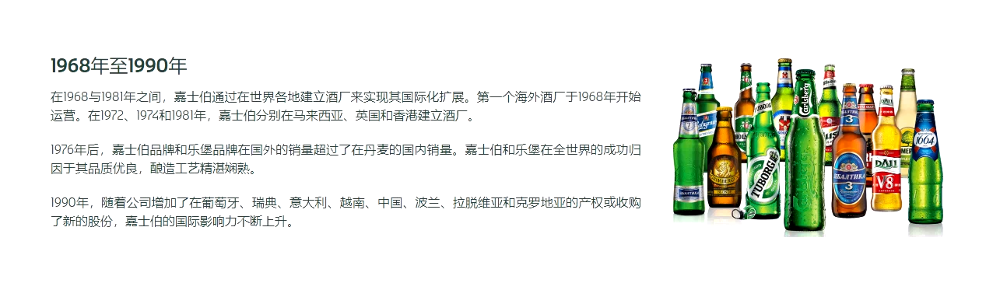 1968年至1990年
在1968与1981年之间，嘉士伯通过在世界各地建立酒厂来实现其国际化扩展。第一个海外酒厂于1968年开始
运营。在1972、1974和1981年，嘉士伯分别在马来西亚、英国和香港建立酒厂。
1976年后，嘉士伯品牌和乐堡品牌在国外的销量超过了在丹麦的国内销量。嘉士伯和乐堡在全世界的成功归
因于其品质优良，酿造工艺精湛娴熟。
1990年，随着公司增加了在葡萄牙、瑞典、意大利、越南、中国、波兰、拉脱维亚和克罗地亚的产权或收购
了新的股份，嘉士伯的国际影响力不断上升。
Carlsberg
TUBORG
БАЛТИКА
3
DALI
V8
1664